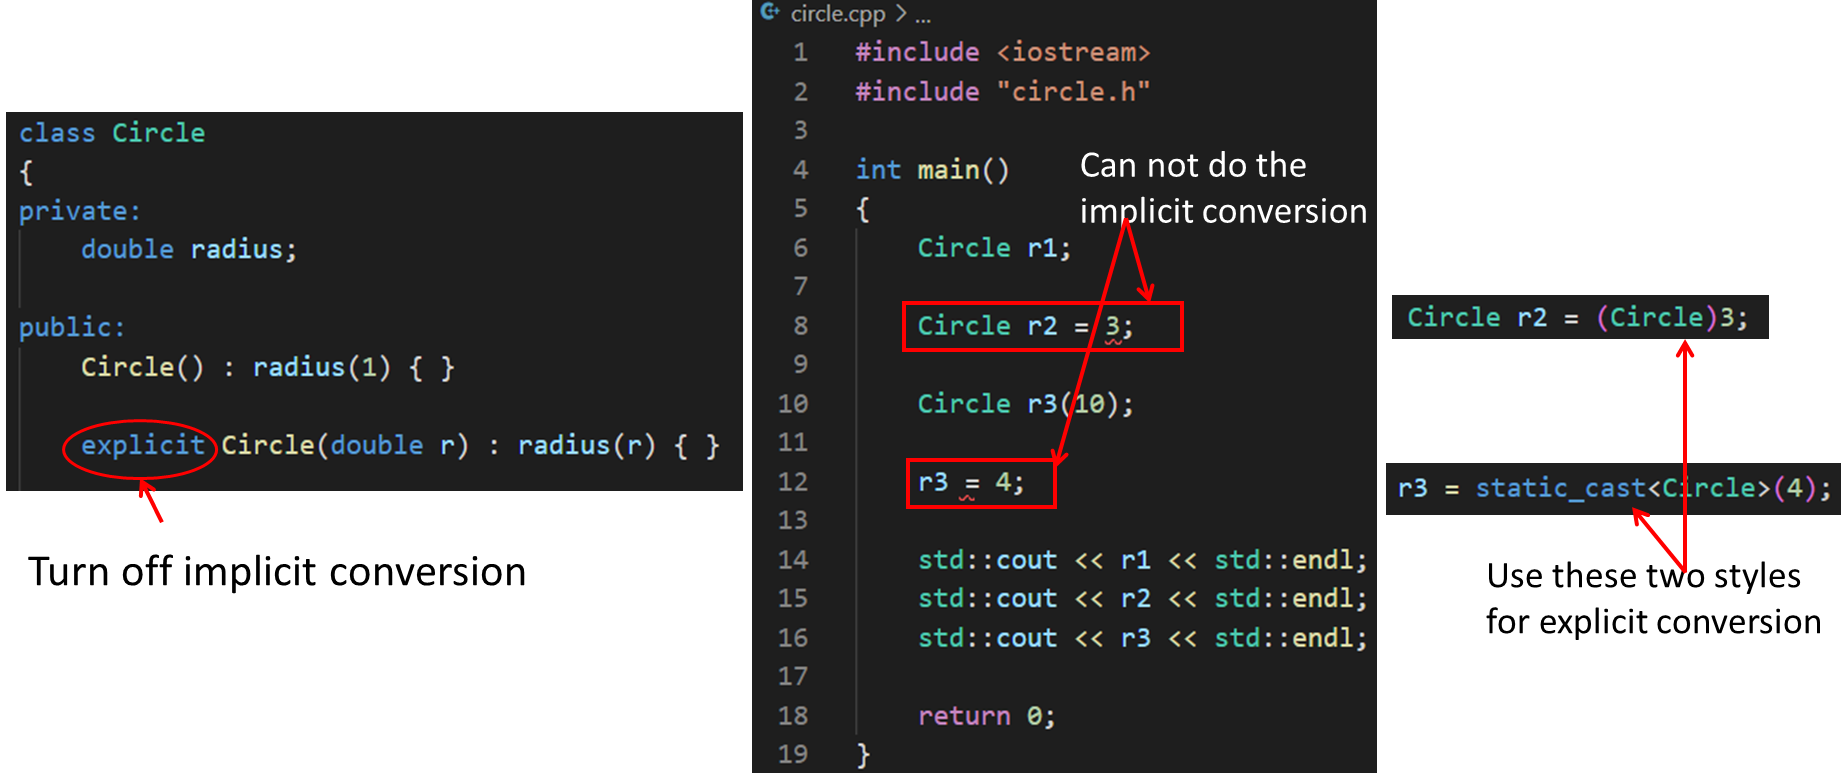 class Circle
{
private:
double radius;
public:
Circle() : radius(1) { }
explicit Circle(double r) : radius(r) { }
Turn off implicit conversion
circle.cpp > ...
1 #include <iostream>
2 #include "circle.h"
3
4 int main()
5 {
6 Circle r1;
7
8 Circle r2 = 3;
9
10 Circle r3(10);
11
12 r3 = 4;
13
14 std::cout << r1 << std::endl;
15 std::cout << r2 << std::endl;
16 std::cout << r3 << std::endl;
17
18 return 0;
19 }
Can not do the
implicit conversion
Circle r2 = (Circle)3;
r3 = static_cast<Circle>(4);
Use these two styles
for explicit conversion